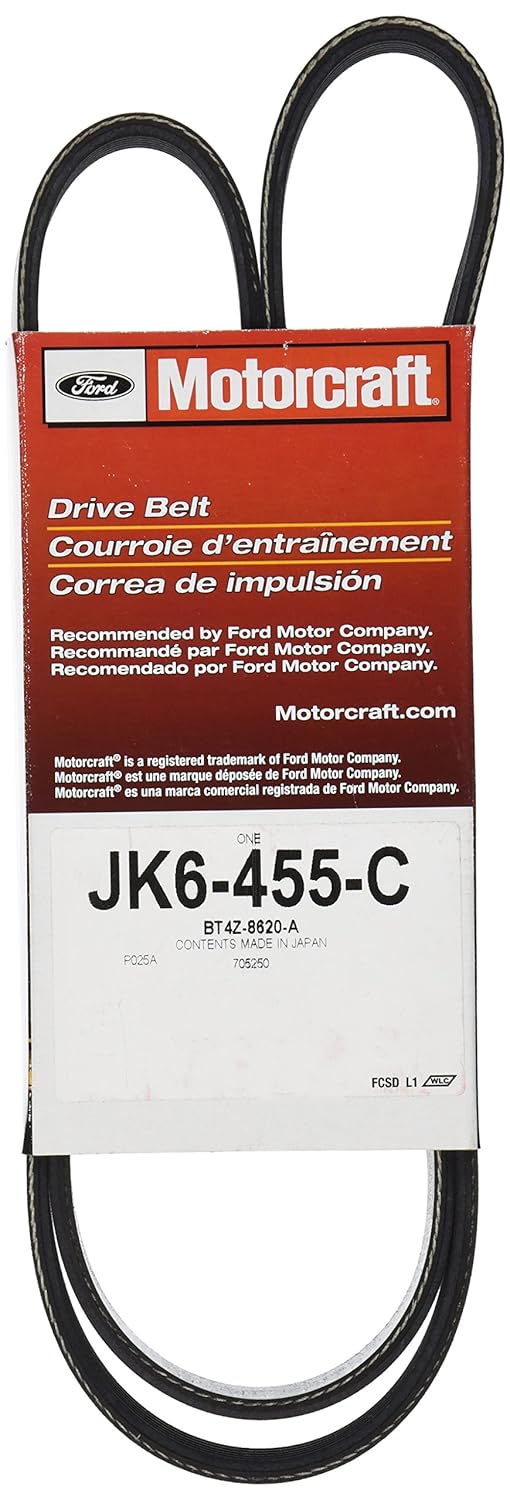 Ford Motorcraft®
Drive Belt
Courroie d'entraînement
Correa de impulsión
Recommended by Ford Motor Company.
Recommandé par Ford Motor Company.
Recomendado por Ford Motor Company.
Motorcraft.com
Motorcraft® is a registered trademark of Ford Motor Company.
Motorcraft® est une marque déposée de Ford Motor Company.
Motorcraft® es una marca comercial registrada de Ford Motor Company.
ONE
JK6-455-C
BT4Z-8620-A
CONTENTS MADE IN JAPAN
P025A 705250
FCSD L1 WLC